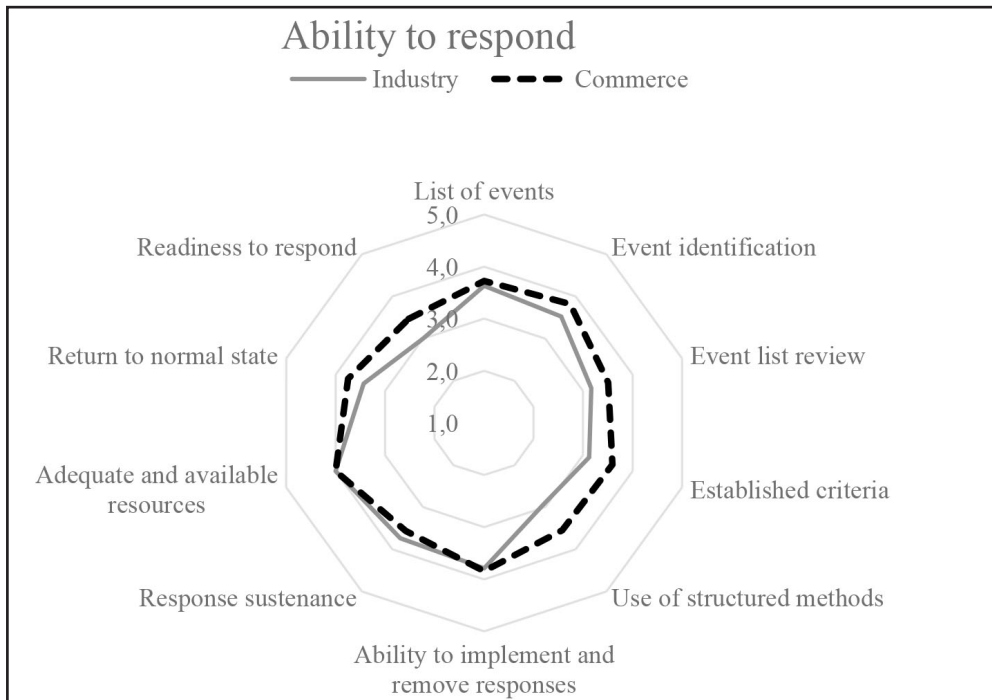 Ability to respond
Industry
Commerce
List of events
5,0
Readiness to respond
Event identification
4,0
3,0
Return to normal state
Event list review
2,0
1,0
Adequate and available
resources
Established criteria
Response sustenance
Use of structured methods
Ability to implement and
remove responses